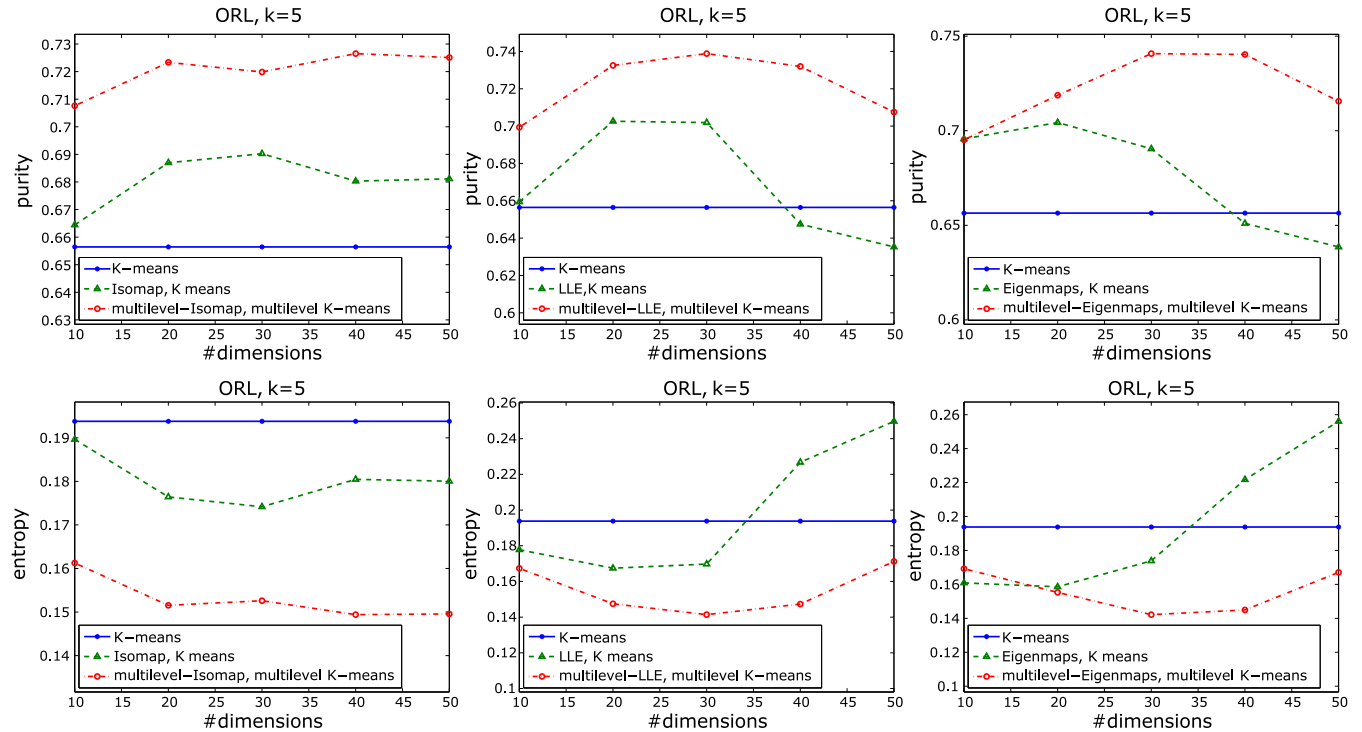 ORL, k=5
0.73
0.72
0.71
0.7
0.69
0.68
0.67
0.66
0.65
0.64
0.63
purity
K−means
Isomap, K means
multilevel−Isomap, multilevel K−means
10 15 20 25 30 35 40 45 50
#dimensions
ORL, k=5
0.74
0.72
0.7
0.68
0.66
0.64
0.62
0.6
purity
K−means
LLE,K means
multilevel−LLE, multilevel K−means
10 15 20 25 30 35 40 45 50
#dimensions
ORL, k=5
0.75
0.7
0.65
0.6
purity
K−means
Eigenmaps, K means
multilevel−Eigenmaps, multilevel K−means
10 15 20 25 30 35 40 45 50
#dimensions
ORL, k=5
0.19
0.18
0.17
0.16
0.15
0.14
entropy
K−means
Isomap, K means
multilevel−Isomap, multilevel K−means
10 15 20 25 30 35 40 45 50
#dimensions
ORL, k=5
0.26
0.24
0.22
0.2
0.18
0.16
0.14
0.12
0.1
entropy
K−means
LLE, K means
multilevel−LLE, multilevel K−means
10 15 20 25 30 35 40 45 50
#dimensions
ORL, k=5
0.26
0.24
0.22
0.2
0.18
0.16
0.14
0.12
0.1
entropy
K−means
Eigenmaps, K means
multilevel−Eigenmaps, multilevel K−means
10 15 20 25 30 35 40 45 50
#dimensions